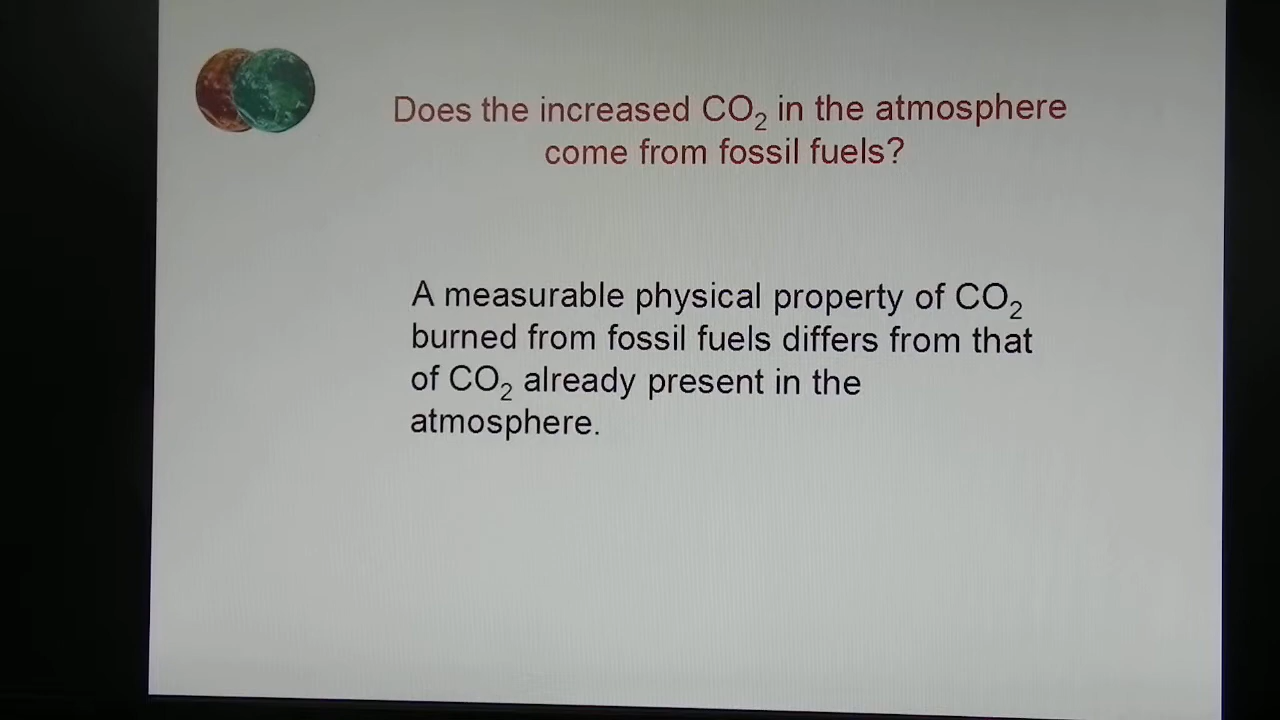 Does the increased CO₂ in the atmosphere
come from fossil fuels?
A measurable physical property of CO₂
burned from fossil fuels differs from that
of CO₂ already present in the
atmosphere.